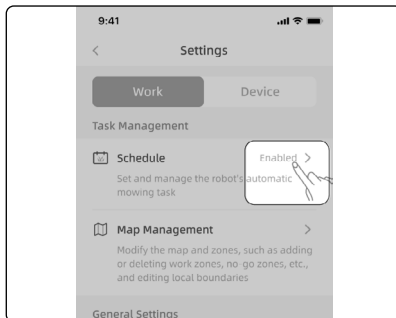 9:41
Settings
Work
Device
Task Management
Schedule
Enabled
Set and manage the robot's automatic
mowing task
Map Management
Modify the map and zones, such as adding
or deleting work zones, no-go zones, etc.,
and editing local boundaries
General Settings